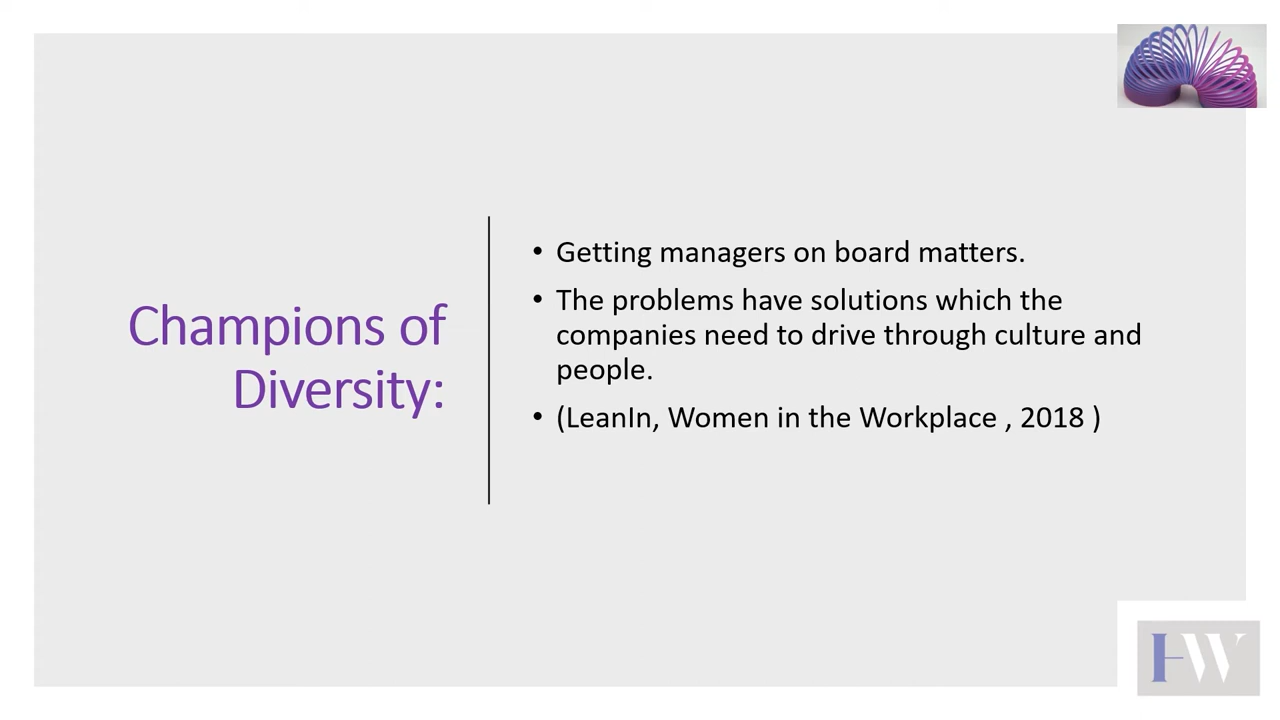 Champions of
Diversity:
• Getting managers on board matters.
• The problems have solutions which the
companies need to drive through culture and
people.
• (LeanIn, Women in the Workplace , 2018 )
HW